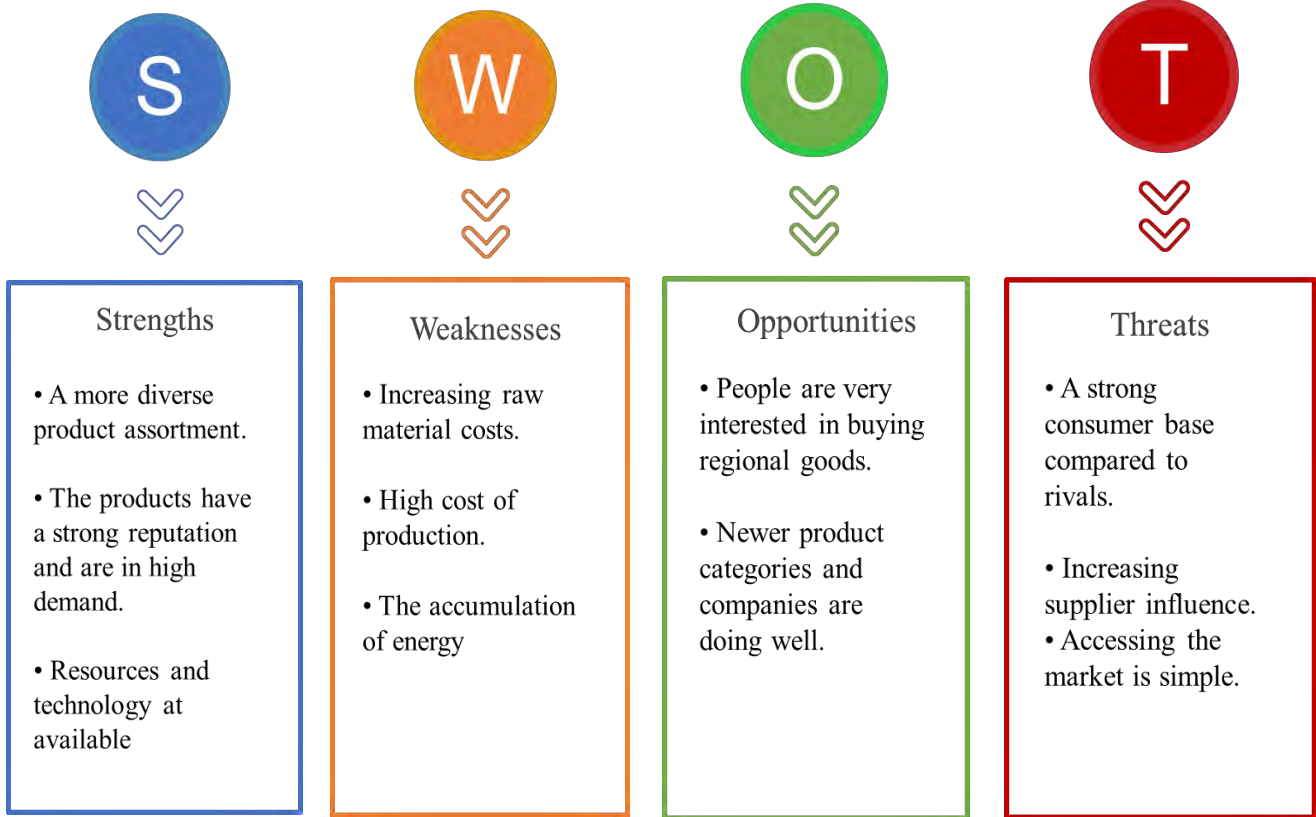 S
W
O
T
Strengths
• A more diverse
product assortment.
• The products have
a strong reputation
and are in high
demand.
• Resources and
technology at
available
Weaknesses
• Increasing raw
material costs.
• High cost of
production.
• The accumulation
of energy
Opportunities
• People are very
interested in buying
regional goods.
• Newer product
categories and
companies are
doing well.
Threats
• A strong
consumer base
compared to
rivals.
• Increasing
supplier influence.
• Accessing the
market is simple.